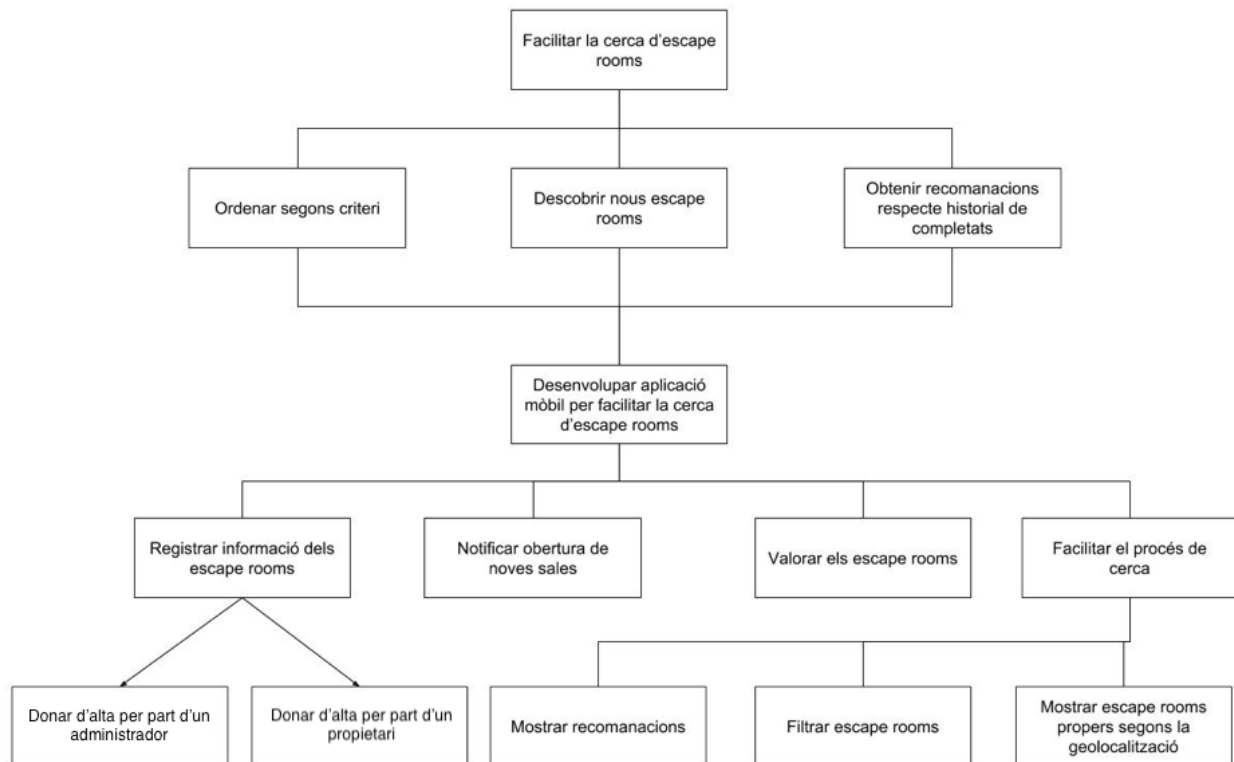 Facilitar la cerca d'escape
rooms
Ordenar segons criteri
Descobrir nous escape
rooms
Obtenir recomanacions
respecte historial de
completats
Desenvolupar aplicació
mòbil per facilitar la cerca
d'escape rooms
Registrar informació dels
escape rooms
Notificar obertura de
noves sales
Valorar els escape rooms
Facilitar el procés de
cerca
Donar d'alta per part d'un
administrador
Donar d'alta per part d'un
propietari
Mostrar recomanacions
Filtrar escape rooms
Mostrar escape rooms
propers segons la
geolocalització